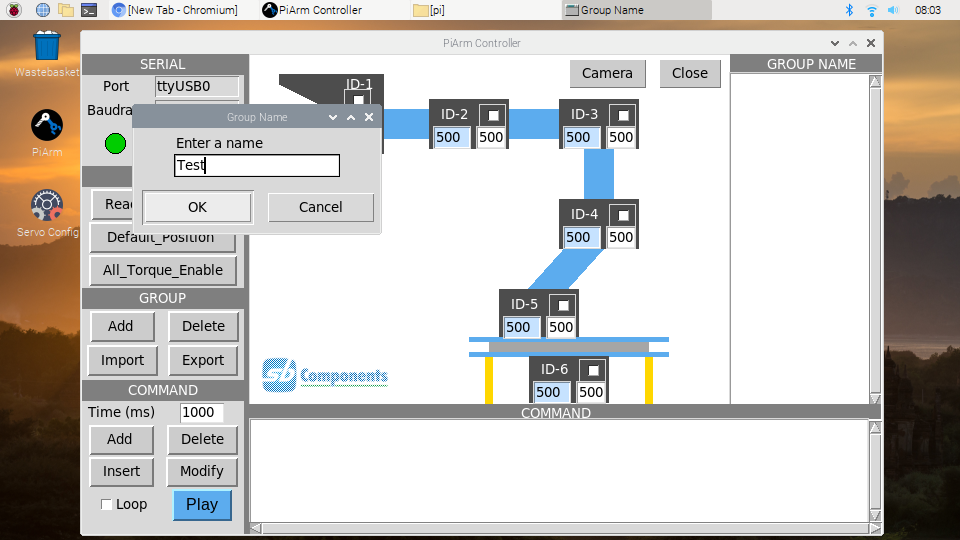 [New Tab - Chromium]
PiArm Controller
[pi]
Group Name
08:03
Wastebasket
PiArm
Servo Config
PiArm Controller
SERIAL
Port
ttyUSB0
Baudra
Group Name
Enter a name
Test
OK
Cancel
Default_Position
All_Torque_Enable
GROUP
Add
Delete
Import
Export
COMMAND
Time (ms)
1000
Add
Delete
Insert
Modify
Loop
Play
Camera
Close
ID-1
ID-2
500
500
ID-3
500
500
ID-4
500
500
ID-5
500
500
ID-6
500
500
sb Components
GROUP NAME
COMMAND